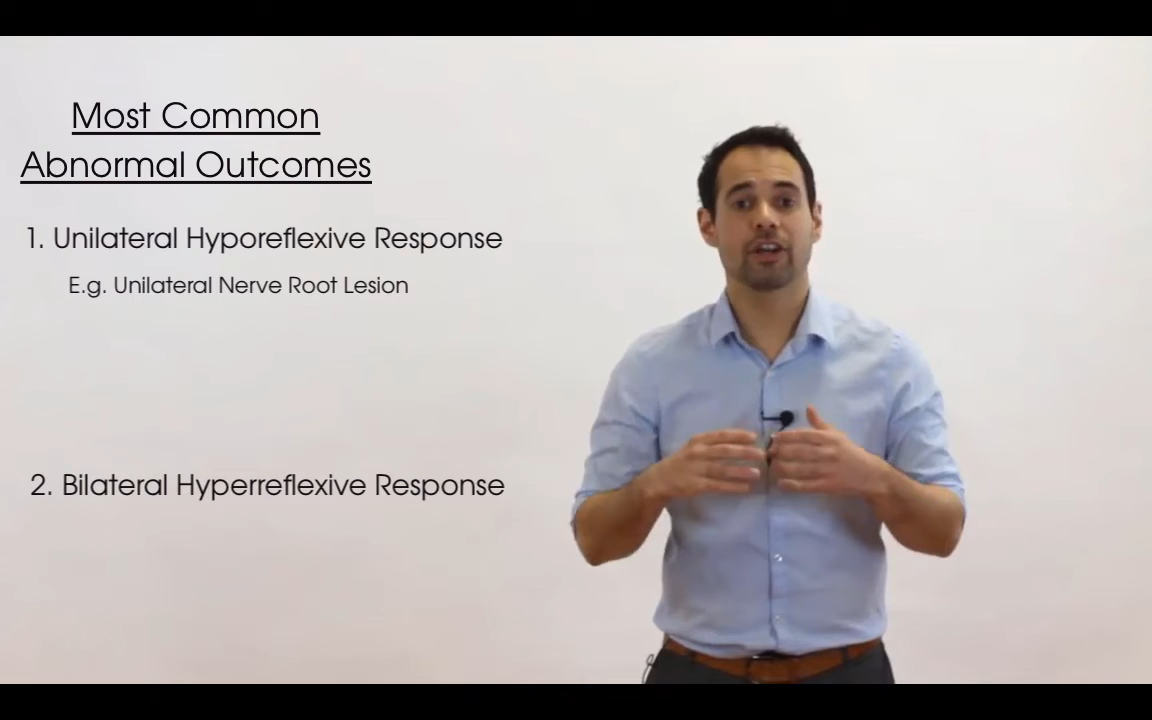 Most Common
Abnormal Outcomes
1. Unilateral Hyporeflexive Response
E.g. Unilateral Nerve Root Lesion
2. Bilateral Hyperreflexive Response